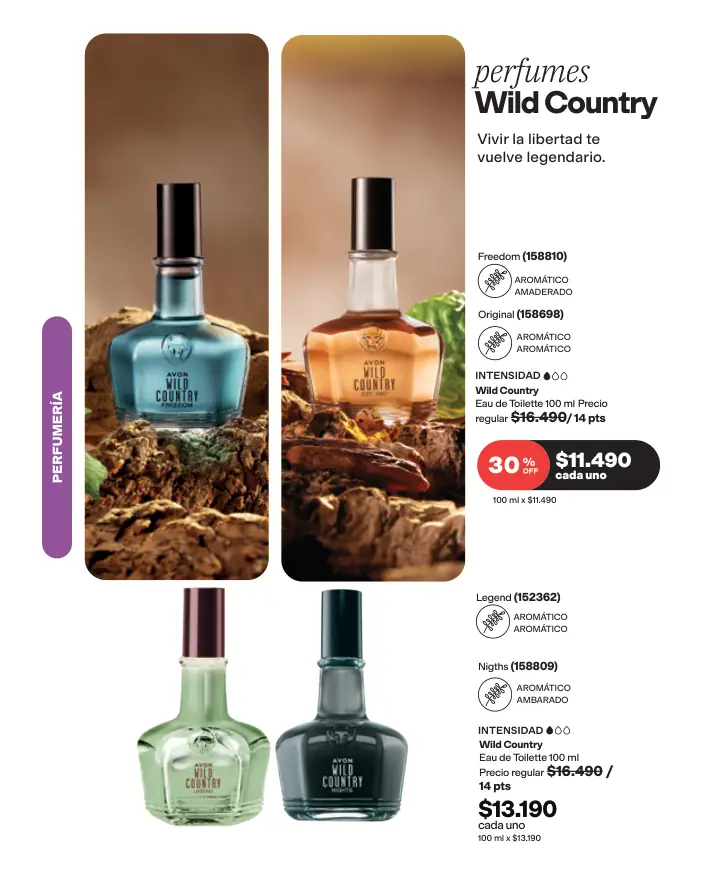 perfumes
Wild Country
Vivir la libertad te
vuelve legendario.
Freedom (158810)
AROMÁTICO
AMADERADO
Original (158698)
AROMÁTICO
AROMÁTICO
INTENSIDAD
Wild Country
Eau de Toilette 100 ml Precio
regular $16.490/ 14 pts
30 % OFF $11.490
cada uno
100 ml x $11.490
PERFUMERÍA
AVON
WILD
COUNTRY
FREEDOM
AVON
WILD
COUNTRY
Legend (152362)
AROMÁTICO
AROMÁTICO
Nigths (158809)
AROMÁTICO
AMBARADO
INTENSIDAD
Wild Country
Eau de Toilette 100 ml
Precio regular $16.490 /
14 pts
$13.190
cada uno
100 ml x $13.190
AVON
WILD
COUNTRY
LEGEND
AVON
WILD
COUNTRY
NIGHTS